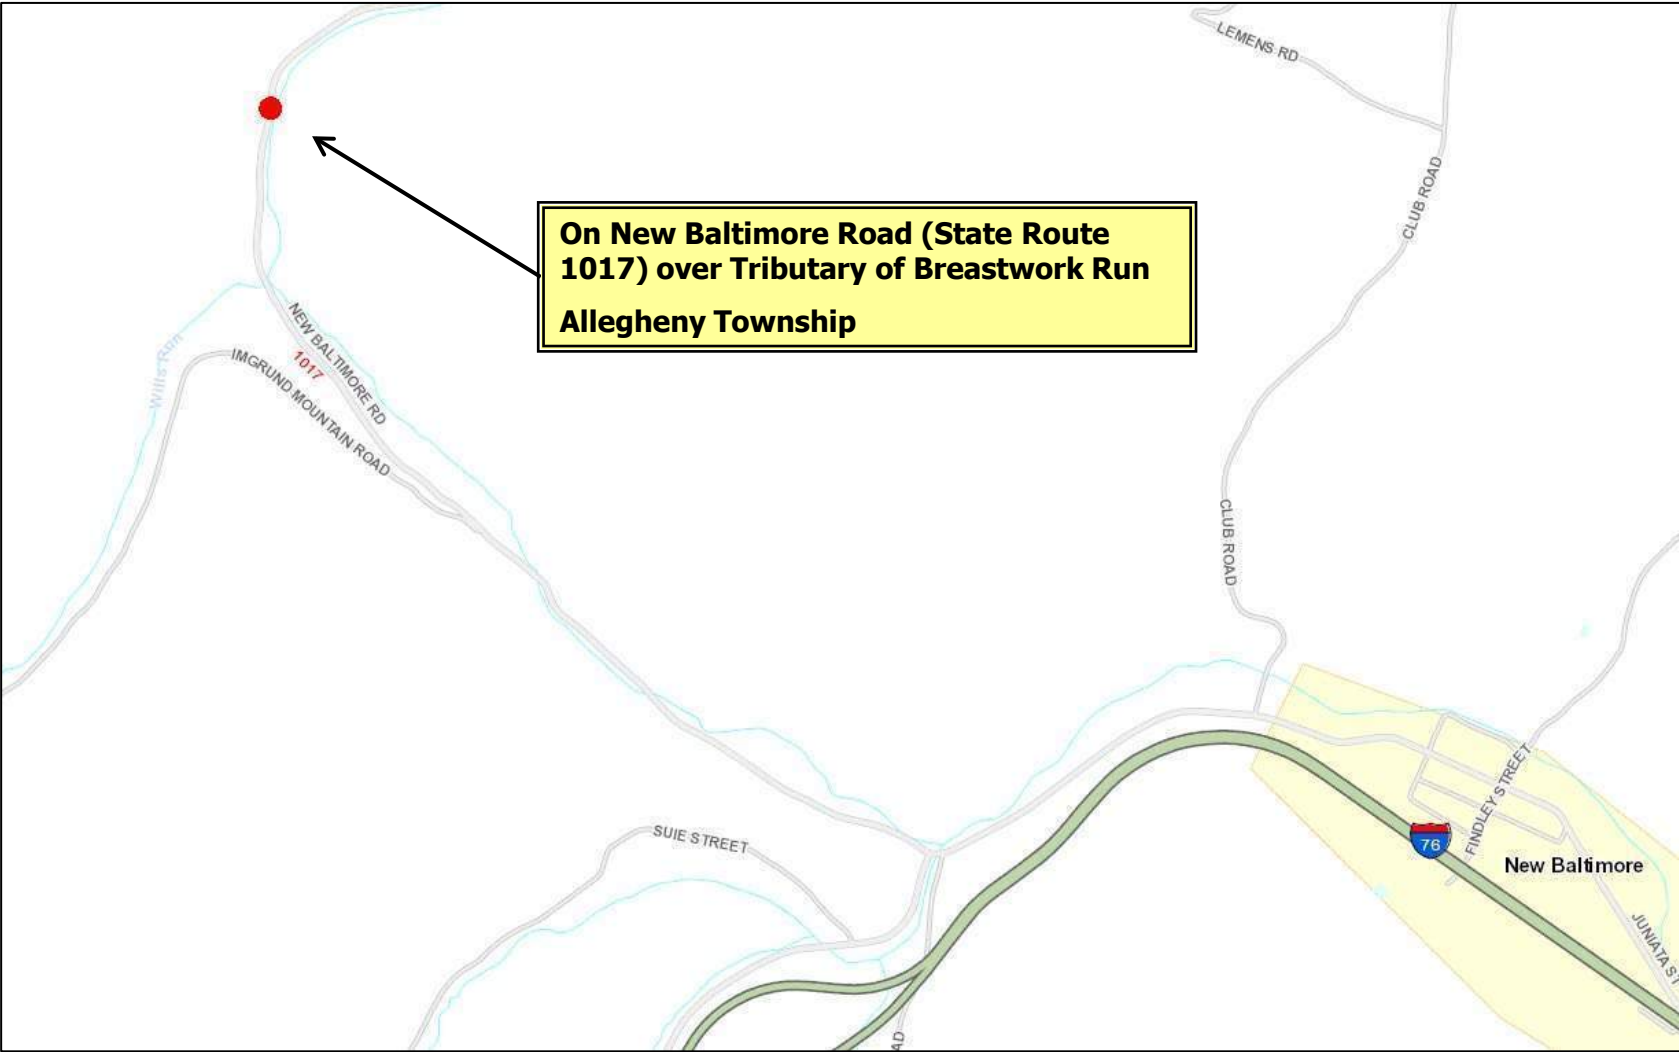 LEMENS RD
CLUB ROAD
On New Baltimore Road (State Route
1017) over Tributary of Breastwork Run
Allegheny Township
NEW BALTIMORE RD
1017
Wills Run
IMGRUND MOUNTAIN ROAD
CLUB ROAD
SUIE STREET
FINDLEY STREET
76
New Baltimore
JUNIATA ST
AD